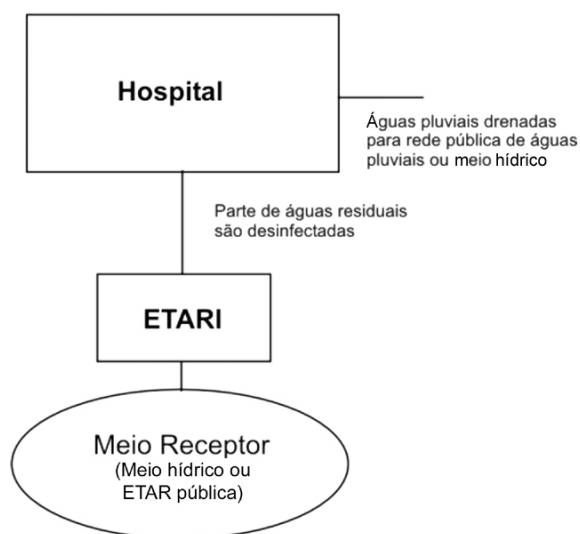 Hospital
Águas pluviais drenadas
para rede pública de águas
pluviais ou meio hídrico
Parte de águas residuais
são desinfectadas
ETARI
Meio Receptor
(Meio hídrico ou
ETAR pública)